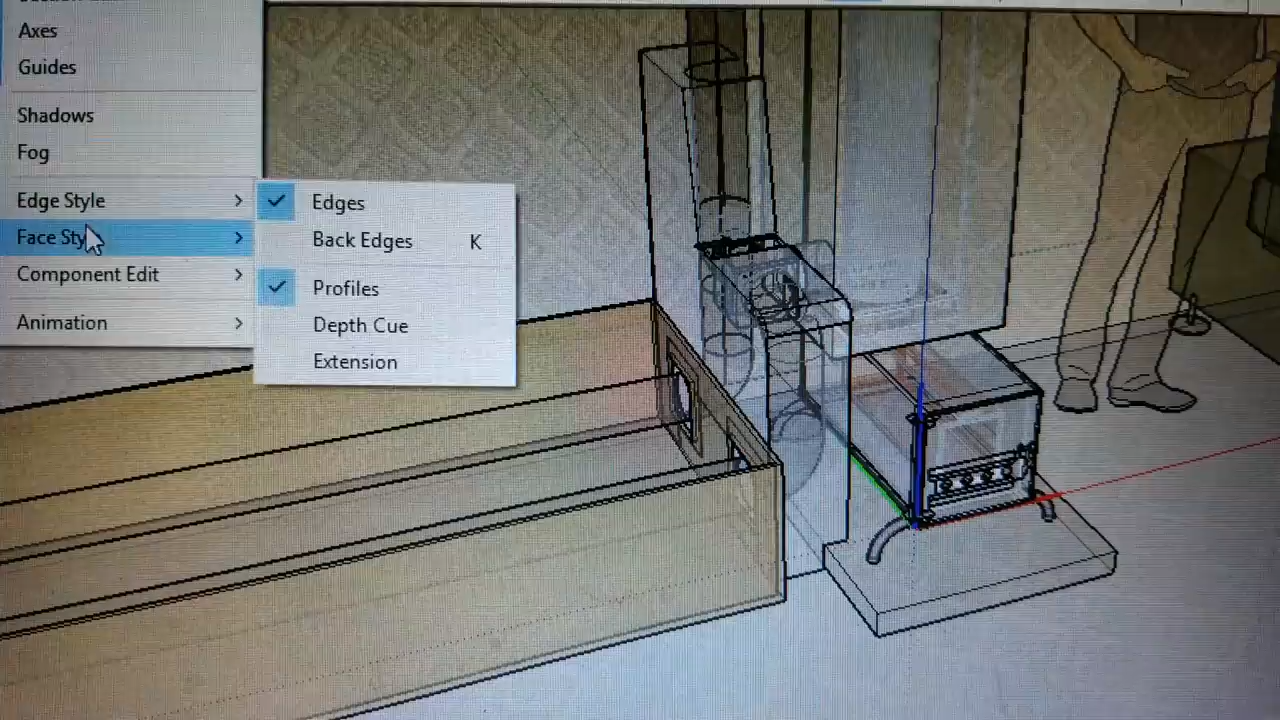 Axes
Guides
Shadows
Fog
Edge Style
Face Sty
Component Edit
Animation
Edges
Back Edges K
Profiles
Depth Cue
Extension